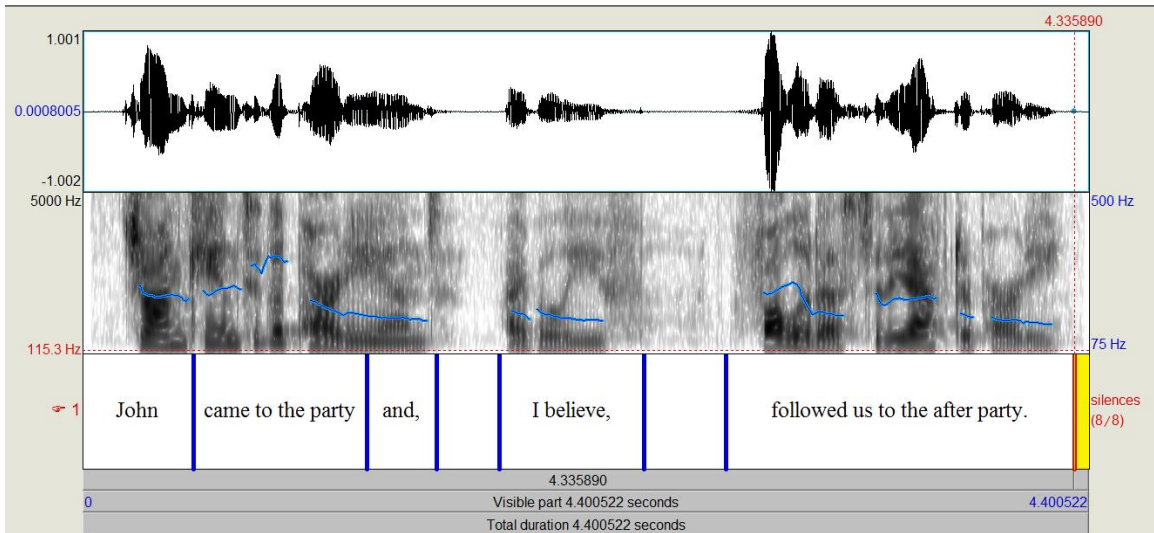 4.335890
1.001
0.0008005
-1.002
5000 Hz 500 Hz
115.3 Hz 75 Hz
☞ 1 John came to the party and, I believe, followed us to the after party. silences
(8/8)
4.335890
0 Visible part 4.400522 seconds 4.400522
Total duration 4.400522 seconds